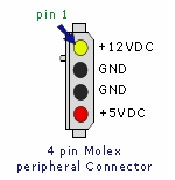 pin 1
+12VDC
GND
GND
+5VDC
4 pin Molex
peripheral Connector